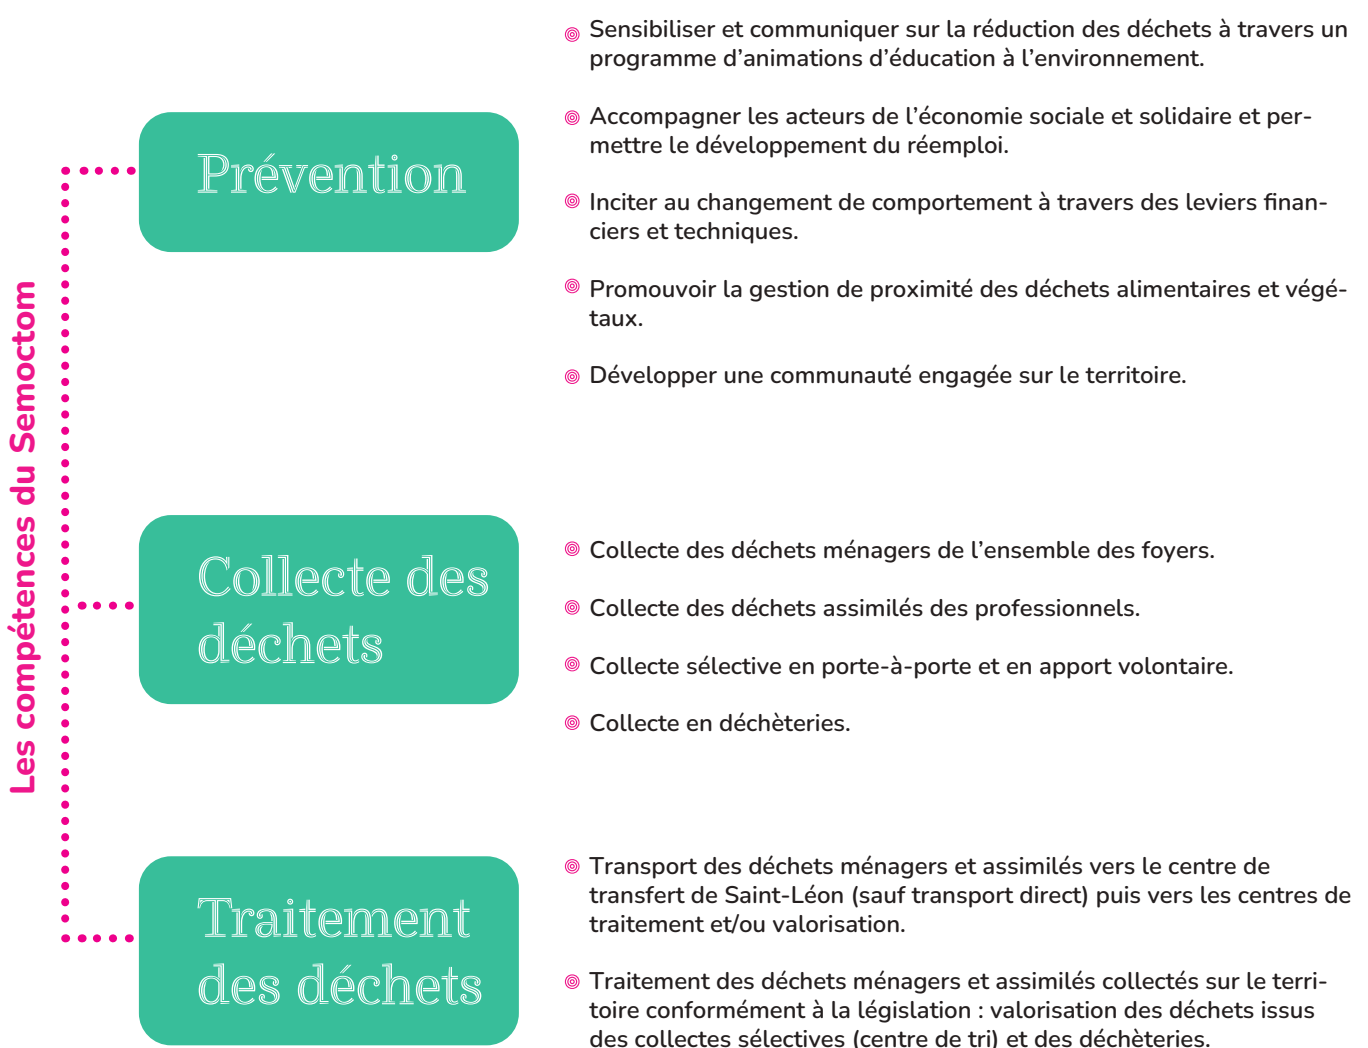 Les compétences du Semoctom
Prévention
Sensibiliser et communiquer sur la réduction des déchets à travers un
programme d’animations d’éducation à l’environnement.
Accompagner les acteurs de l’économie sociale et solidaire et per-
mettre le développement du réemploi.
Inciter au changement de comportement à travers des leviers finan-
ciers et techniques.
Promouvoir la gestion de proximité des déchets alimentaires et végé-
taux.
Développer une communauté engagée sur le territoire.
Collecte des
déchets
Collecte des déchets ménagers de l’ensemble des foyers.
Collecte des déchets assimilés des professionnels.
Collecte sélective en porte-à-porte et en apport volontaire.
Collecte en déchèteries.
Traitement
des déchets
Transport des déchets ménagers et assimilés vers le centre de
transfert de Saint-Léon (sauf transport direct) puis vers les centres de
traitement et/ou valorisation.
Traitement des déchets ménagers et assimilés collectés sur le terri-
toire conformément à la législation : valorisation des déchets issus
des collectes sélectives (centre de tri) et des déchèteries.